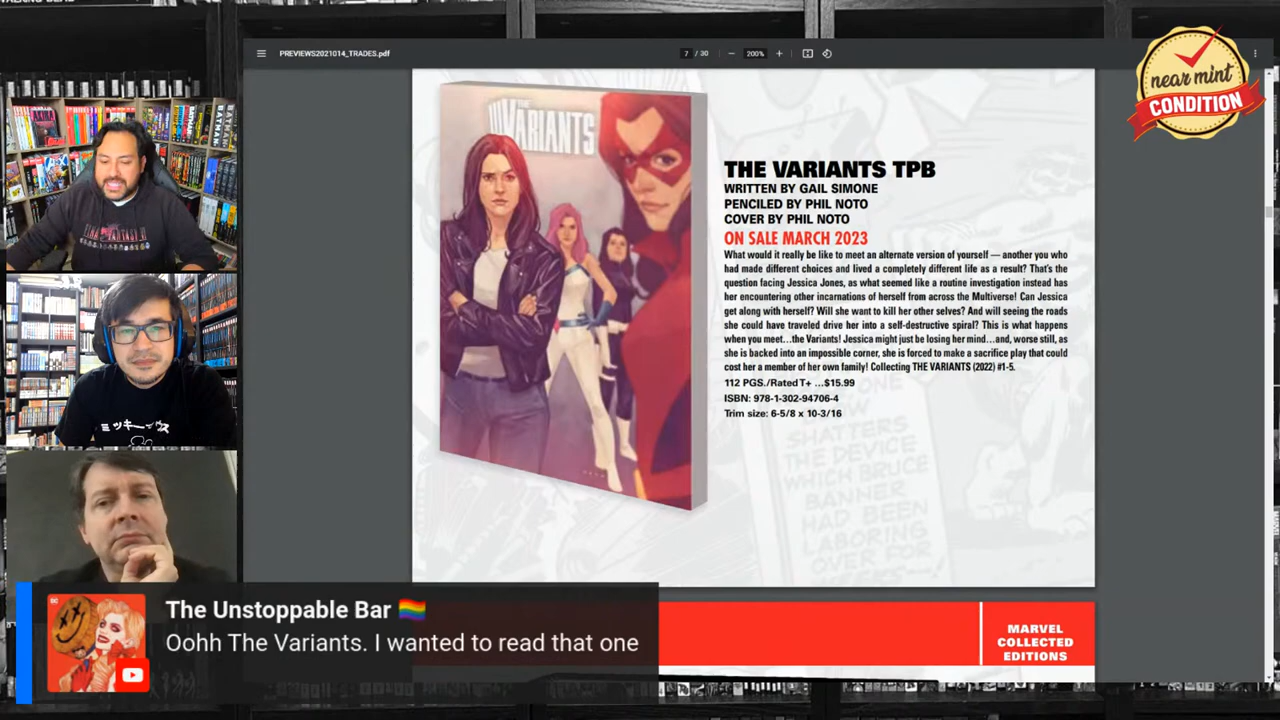 PREVIEWS2021014_TRADES.pdf
7 / 30
200%
near mint
CONDITION
THE
VARIANTS
THE VARIANTS TPB
WRITTEN BY GAIL SIMONE
PENCILED BY PHIL NOTO
COVER BY PHIL NOTO
ON SALE MARCH 2023
What would it really be like to meet an alternate version of yourself — another you who
had made different choices and lived a completely different life as a result? That's the
question facing Jessica Jones, as what seemed like a routine investigation instead has
her encountering other incarnations of herself from across the Multiverse! Can Jessica
get along with herself? Will she want to kill her other selves? And will seeing the roads
she could have traveled drive her into a self-destructive spiral? This is what happens
when you meet…the Variants! Jessica might just be losing her mind…and, worse still, as
she is backed into an impossible corner, she is forced to make a sacrifice play that could
cost her a member of her own family! Collecting THE VARIANTS (2022) #1-5.
112 PGS./Rated T+ …$15.99
ISBN: 978-1-302-94706-4
Trim size: 6-5/8 x 10-3/16
THE DEVICE
WHICH BRUCE
BANNER
HAD BEEN
LABORING
OVER FOR
ミッキー
DC
The Unstoppable Bar 🏳️‍🌈
Oohh The Variants. I wanted to read that one
MARVEL
COLLECTED
EDITIONS